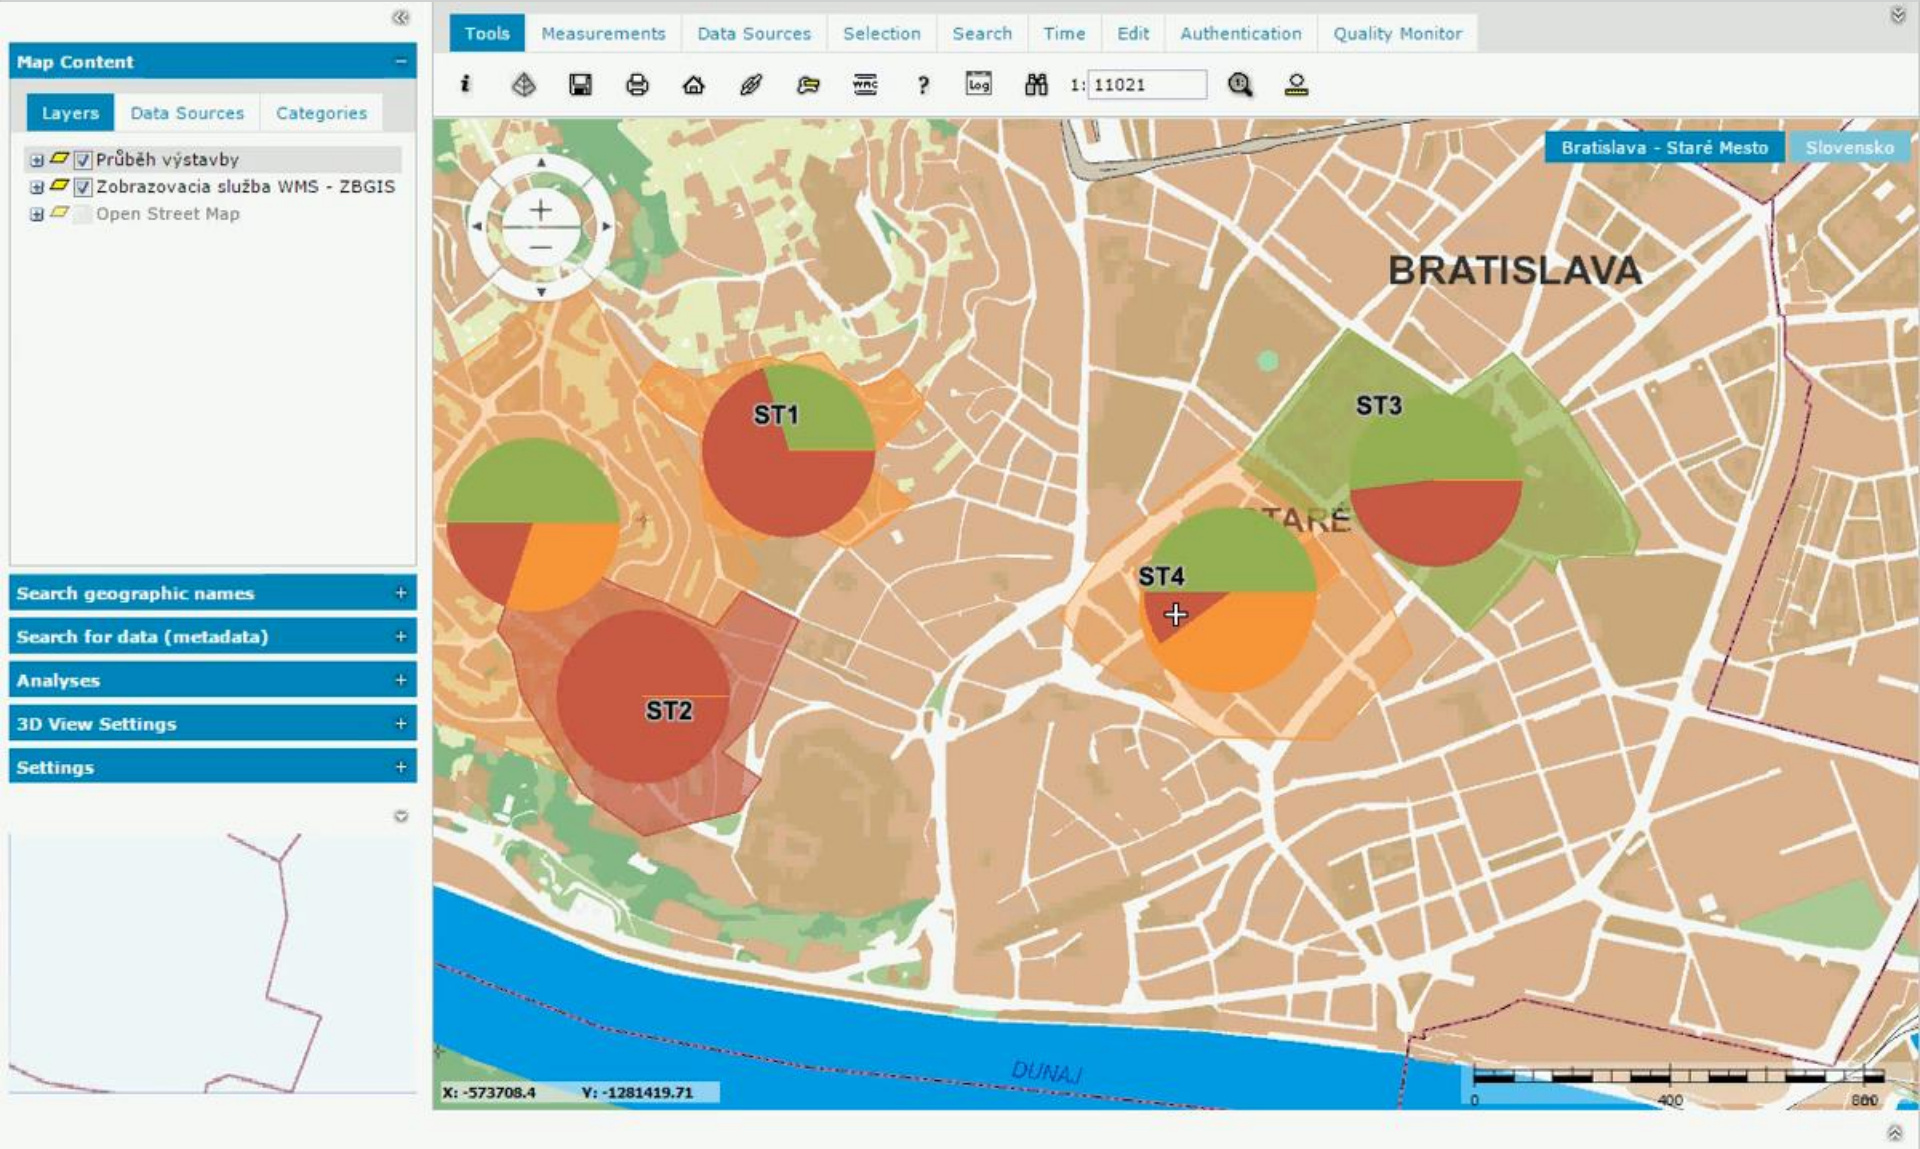 Map Content
Layers Data Sources Categories
Průběh výstavby
Zobrazovacia služba WMS - ZBGIS
Open Street Map
Search geographic names
Search for data (metadata)
Analyses
3D View Settings
Settings
Tools Measurements Data Sources Selection Search Time Edit Authentication Quality Monitor
i WMC ? Log 1: 11021
Bratislava - Staré Mesto Slovensko
BRATISLAVA
ST1
ST3
TARÉ
ST4
ST2
DUNAJ
X: -573708.4 Y: -1281419.71
0 400 800